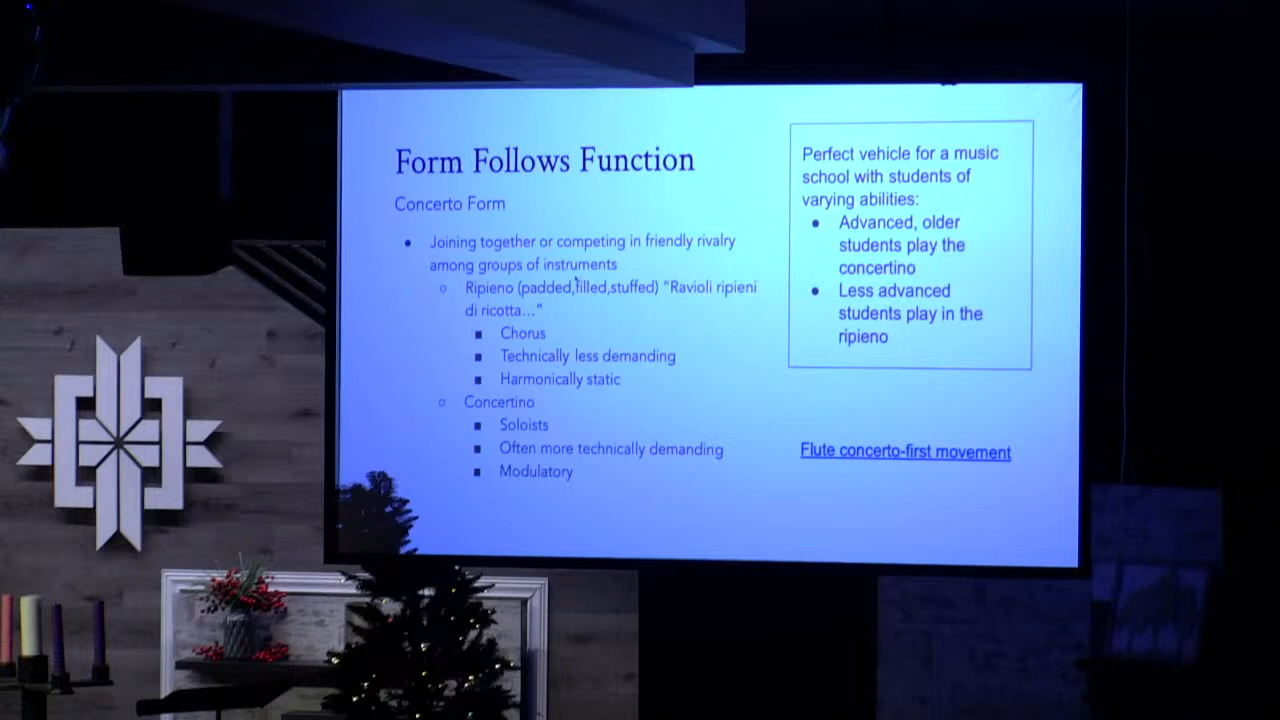 Form Follows Function
Concerto Form
● Joining together or competing in friendly rivalry
among groups of instruments
○ Ripieno (padded,filled,stuffed) "Ravioli ripieni
di ricotta..."
■ Chorus
■ Technically less demanding
■ Harmonically static
○ Concertino
■ Soloists
■ Often more technically demanding
■ Modulatory
Perfect vehicle for a music
school with students of
varying abilities:
● Advanced, older
students play the
concertino
● Less advanced
students play in the
ripieno
Flute concerto-first movement